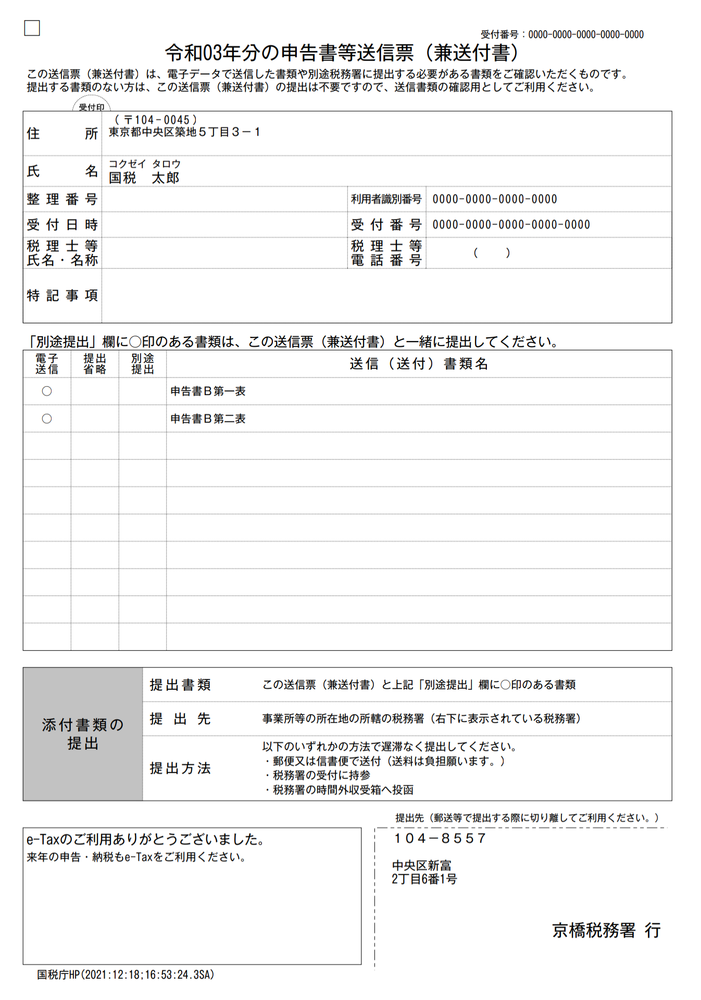 受付番号：0000-0000-0000-0000-0000
令和03年分の申告書等送信票（兼送付書）
この送信票（兼送付書）は、電子データで送信した書類や別途税務署に提出する必要がある書類をご確認いただくものです。
提出する書類のない方は、この送信票（兼送付書）の提出は不要ですので、送信書類の確認用としてご利用ください。
受付印
住所 （〒104-0045）
東京都中央区築地５丁目３－１
氏名 コクゼイ タロウ
国税　太郎
整理番号 利用者識別番号 0000-0000-0000-0000
受付日時 受付番号 0000-0000-0000-0000-0000
税理士等氏名・名称 税理士等電話番号 （　　）
特記事項
「別途提出」欄に○印のある書類は、この送信票（兼送付書）と一緒に提出してください。
電子送信 提出省略 別途提出 送信（送付）書類名
○ 申告書Ｂ第一表
○ 申告書Ｂ第二表
添付書類の提出
提出書類 この送信票（兼送付書）と上記「別途提出」欄に○印のある書類
提出先 事業所等の所在地の所轄の税務署（右下に表示されている税務署）
提出方法 以下のいずれかの方法で遅滞なく提出してください。
・郵便又は信書便で送付（送料は負担願います。）
・税務署の受付に持参
・税務署の時間外収受箱へ投函
提出先（郵送等で提出する際に切り離してご利用ください。）
e-Taxのご利用ありがとうございました。
来年の申告・納税もe-Taxをご利用ください。
１０４－８５５７
中央区新富
2丁目6番1号
京橋税務署 行
国税庁HP(2021:12:18;16:53:24.3SA)